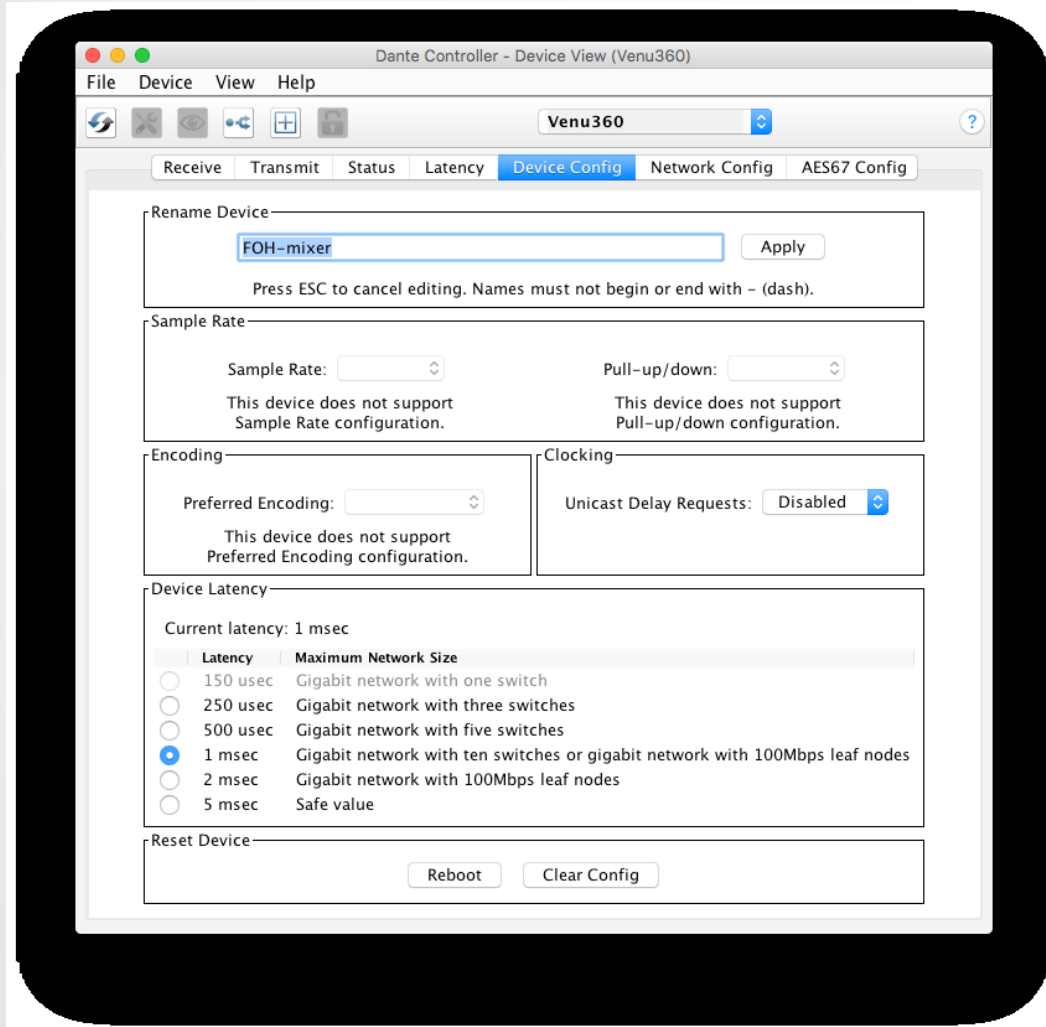 Dante Controller - Device View (Venu360)
File Device View Help
Venu360 ?
Receive Transmit Status Latency Device Config Network Config AES67 Config
Rename Device
FOH-mixer Apply
Press ESC to cancel editing. Names must not begin or end with - (dash).
Sample Rate
Sample Rate: Pull-up/down:
This device does not support This device does not support
Sample Rate configuration. Pull-up/down configuration.
Encoding Clocking
Preferred Encoding: Unicast Delay Requests: Disabled
This device does not support
Preferred Encoding configuration.
Device Latency
Current latency: 1 msec
Latency Maximum Network Size
150 usec Gigabit network with one switch
250 usec Gigabit network with three switches
500 usec Gigabit network with five switches
1 msec Gigabit network with ten switches or gigabit network with 100Mbps leaf nodes
2 msec Gigabit network with 100Mbps leaf nodes
5 msec Safe value
Reset Device
Reboot Clear Config